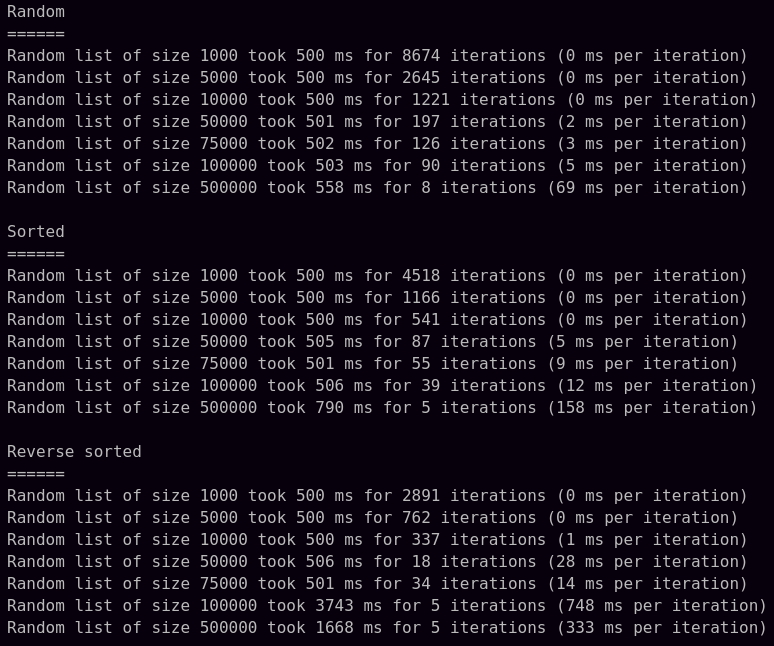 Random
======
Random list of size 1000 took 500 ms for 8674 iterations (0 ms per iteration)
Random list of size 5000 took 500 ms for 2645 iterations (0 ms per iteration)
Random list of size 10000 took 500 ms for 1221 iterations (0 ms per iteration)
Random list of size 50000 took 501 ms for 197 iterations (2 ms per iteration)
Random list of size 75000 took 502 ms for 126 iterations (3 ms per iteration)
Random list of size 100000 took 503 ms for 90 iterations (5 ms per iteration)
Random list of size 500000 took 558 ms for 8 iterations (69 ms per iteration)

Sorted
======
Random list of size 1000 took 500 ms for 4518 iterations (0 ms per iteration)
Random list of size 5000 took 500 ms for 1166 iterations (0 ms per iteration)
Random list of size 10000 took 500 ms for 541 iterations (0 ms per iteration)
Random list of size 50000 took 505 ms for 87 iterations (5 ms per iteration)
Random list of size 75000 took 501 ms for 55 iterations (9 ms per iteration)
Random list of size 100000 took 506 ms for 39 iterations (12 ms per iteration)
Random list of size 500000 took 790 ms for 5 iterations (158 ms per iteration)

Reverse sorted
======
Random list of size 1000 took 500 ms for 2891 iterations (0 ms per iteration)
Random list of size 5000 took 500 ms for 762 iterations (0 ms per iteration)
Random list of size 10000 took 500 ms for 337 iterations (1 ms per iteration)
Random list of size 50000 took 506 ms for 18 iterations (28 ms per iteration)
Random list of size 75000 took 501 ms for 34 iterations (14 ms per iteration)
Random list of size 100000 took 3743 ms for 5 iterations (748 ms per iteration)
Random list of size 500000 took 1668 ms for 5 iterations (333 ms per iteration)